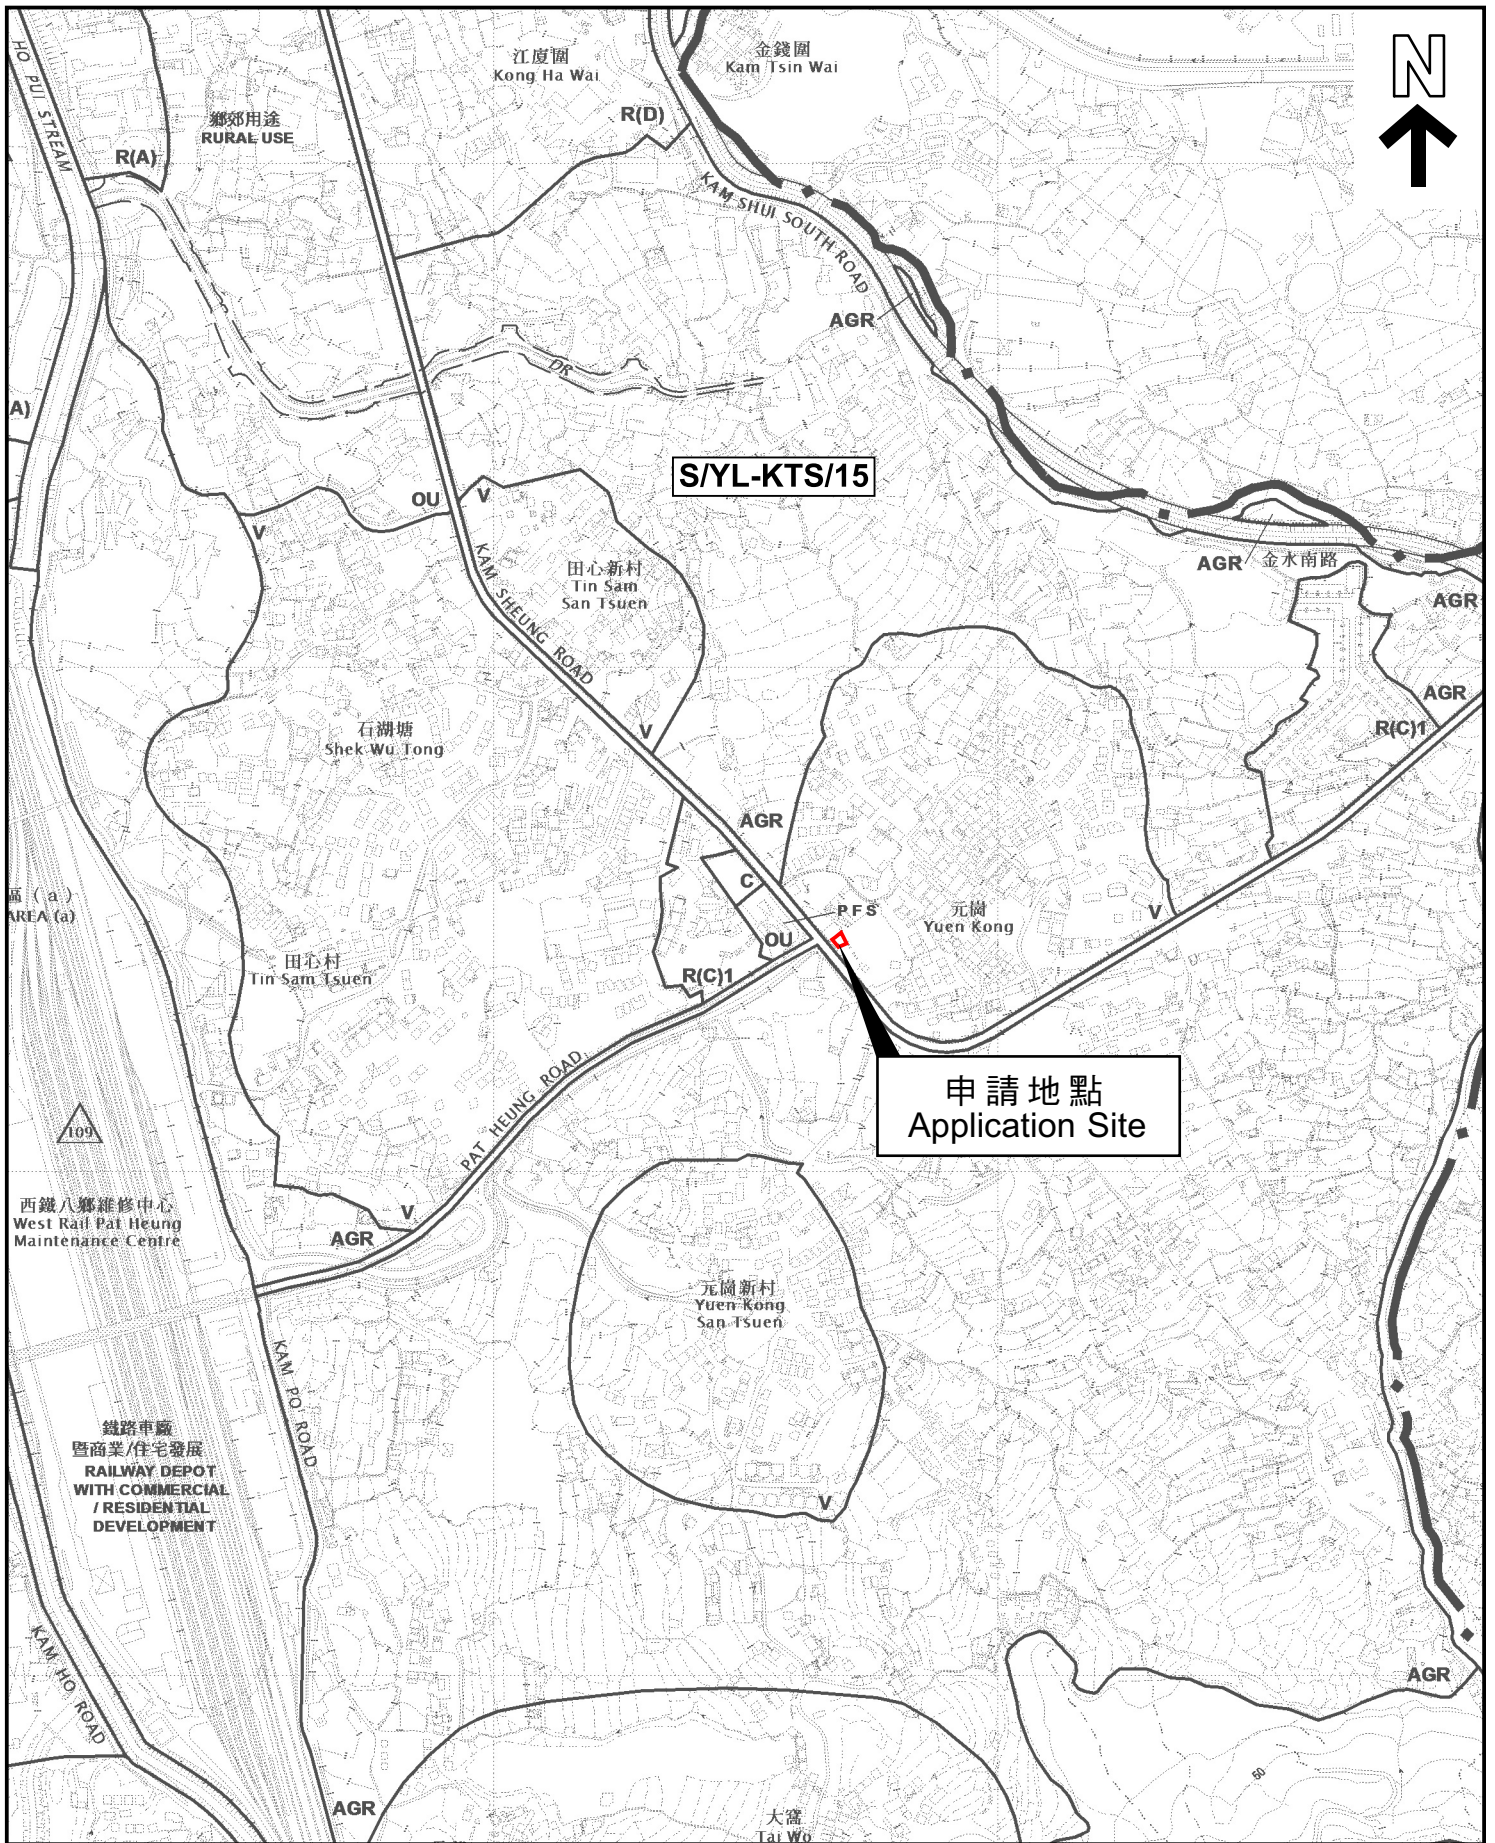 HO PUI STREAM
江廈圍
Kong Ha Wai
金錢圍
Kam Tsin Wai
N
鄉郊用途
RURAL USE
R(A)
R(D)
KAM SHUI SOUTH ROAD
AGR
DR
A)
S/YL-KTS/15
OU
V
V
KAM SHEUNG ROAD
田心新村
Tin Sam
San Tsuen
AGR
金水南路
AGR
石湖塘
Shek Wu Tong
V
AGR
R(C)1
AGR
C
區 (a)
AREA (a)
PFS
元崗
Yuen Kong
V
OU
田心村
Tin Sam Tsuen
R(C)1
申請地點
Application Site
PAT HEUNG ROAD
109
西鐵八鄉維修中心
West Rail Pat Heung
Maintenance Centre
V
AGR
元崗新村
Yuen Kong
San Tsuen
KAM PO ROAD
鐵路車廠
暨商業/住宅發展
RAILWAY DEPOT
WITH COMMERCIAL
/ RESIDENTIAL
DEVELOPMENT
V
KAM HO ROAD
AGR
60
AGR
大窩
Tai Wo